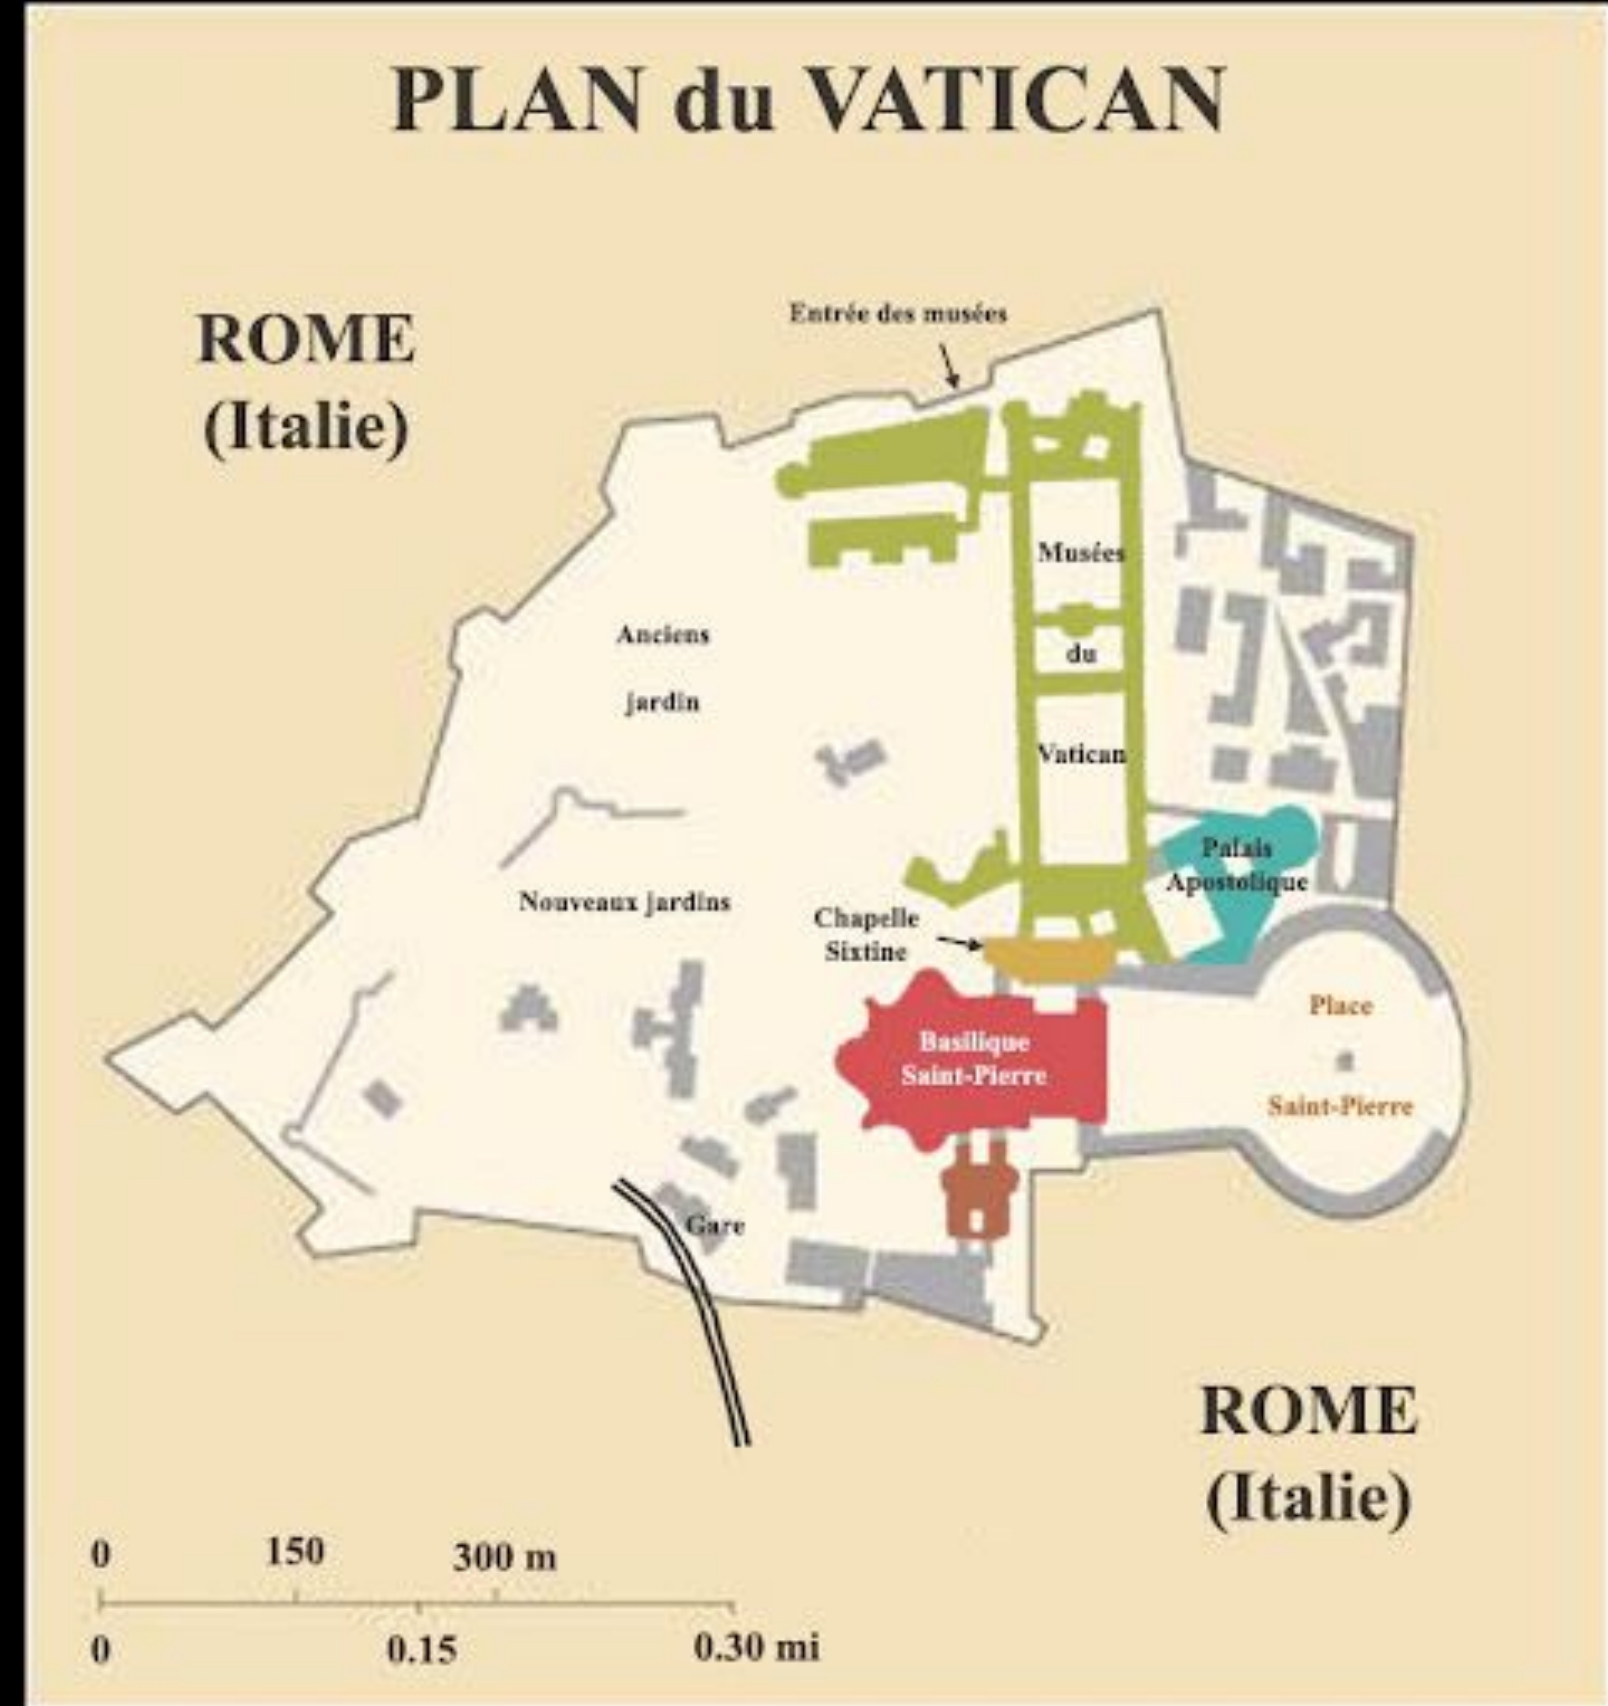 PLAN du VATICAN
ROME
(Italie)
Entrée des musées
Musées
du
Vatican
Anciens
jardin
Nouveaux jardins
Palais
Apostolique
Chapelle
Sixtine
Basilique
Saint-Pierre
Place
Saint-Pierre
Gare
ROME
(Italie)
0 150 300 m
0 0.15 0.30 mi